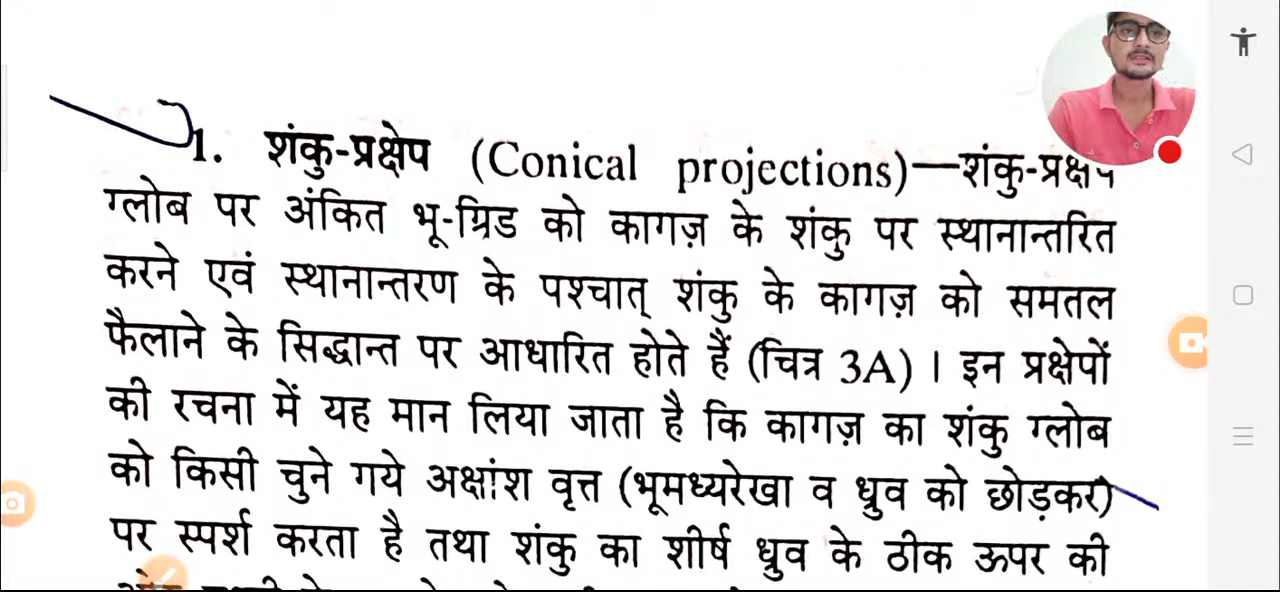 1. शंकु-प्रक्षेप (Conical projections)—शंकु-प्रक्षेप
ग्लोब पर अंकित भू-ग्रिड को कागज़ के शंकु पर स्थानान्तरित
करने एवं स्थानान्तरण के पश्चात् शंकु के कागज़ को समतल
फैलाने के सिद्धान्त पर आधारित होते हैं (चित्र 3A) । इन प्रक्षेपों
की रचना में यह मान लिया जाता है कि कागज़ का शंकु ग्लोब
को किसी चुने गये अक्षांश वृत्त (भूमध्यरेखा व ध्रुव को छोड़कर)
पर स्पर्श करता है तथा शंकु का शीर्ष ध्रुव के ठीक ऊपर की